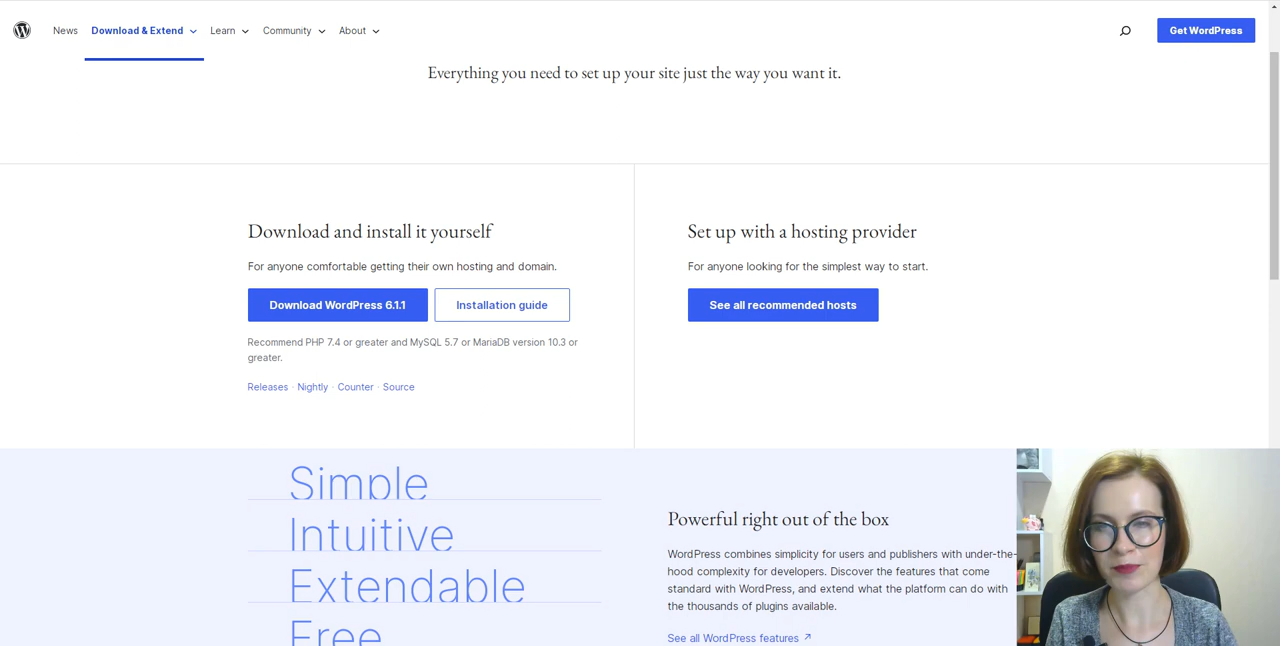 News
Download & Extend
Learn
Community
About
Get WordPress
Everything you need to set up your site just the way you want it.
Download and install it yourself
For anyone comfortable getting their own hosting and domain.
Download WordPress 6.1.1
Installation guide
Recommend PHP 7.4 or greater and MySQL 5.7 or MariaDB version 10.3 or
greater.
Releases · Nightly · Counter · Source
Set up with a hosting provider
For anyone looking for the simplest way to start.
See all recommended hosts
Simple
Intuitive
Extendable
Free
Powerful right out of the box
WordPress combines simplicity for users and publishers with under-the-
hood complexity for developers. Discover the features that come
standard with WordPress, and extend what the platform can do with
the thousands of plugins available.
See all WordPress features ↗